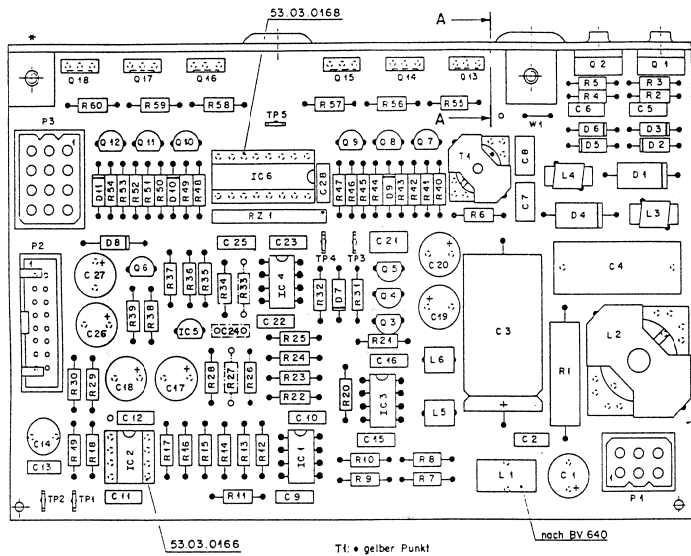 53.03.0168
A
*
Q18 Q17 Q16 Q15 Q14 Q13 Q2 Q1
R5 R3
R4 R2
R60 R59 R58 R57 R56 R55 C6 C5
TP5 A W1
P3 D6 D3
Q12 Q11 Q10 Q9 Q8 Q7 D5 D2
1 T1 C8
IC6 C28 L4 D1
D11 R54 R53 R52 R51 R50 D10 R49 R48 R47 R46 R45 R44 D9 R43 R42 R41 R40
C7
RZ1 R6 D4 L3
P2 D8 C25 C23 C21
TP4 TP3
1 C27 Q6 R37 R36 R35 R34 R33 IC4 Q5 C20 C4
R32 D7 R31 Q4
R39 R38 C19 C3
C26 IC5 C24 C22 Q3 L2
R25 R21
R24 C16 L6 R1
R30 R29 C18 C17 R28 R27 R26 R23
R22 R20 IC3
L5
C12 C10
C14 R19 R18 IC2 R17 R16 R15 R14 R13 R12 IC1 C15 C2
C13 R10 R8 L1 C1
R9 R7 1
TP2 TP1 C11 R11 C9 P1
53.03.0166
nach BV 640
T1: • gelber Punkt